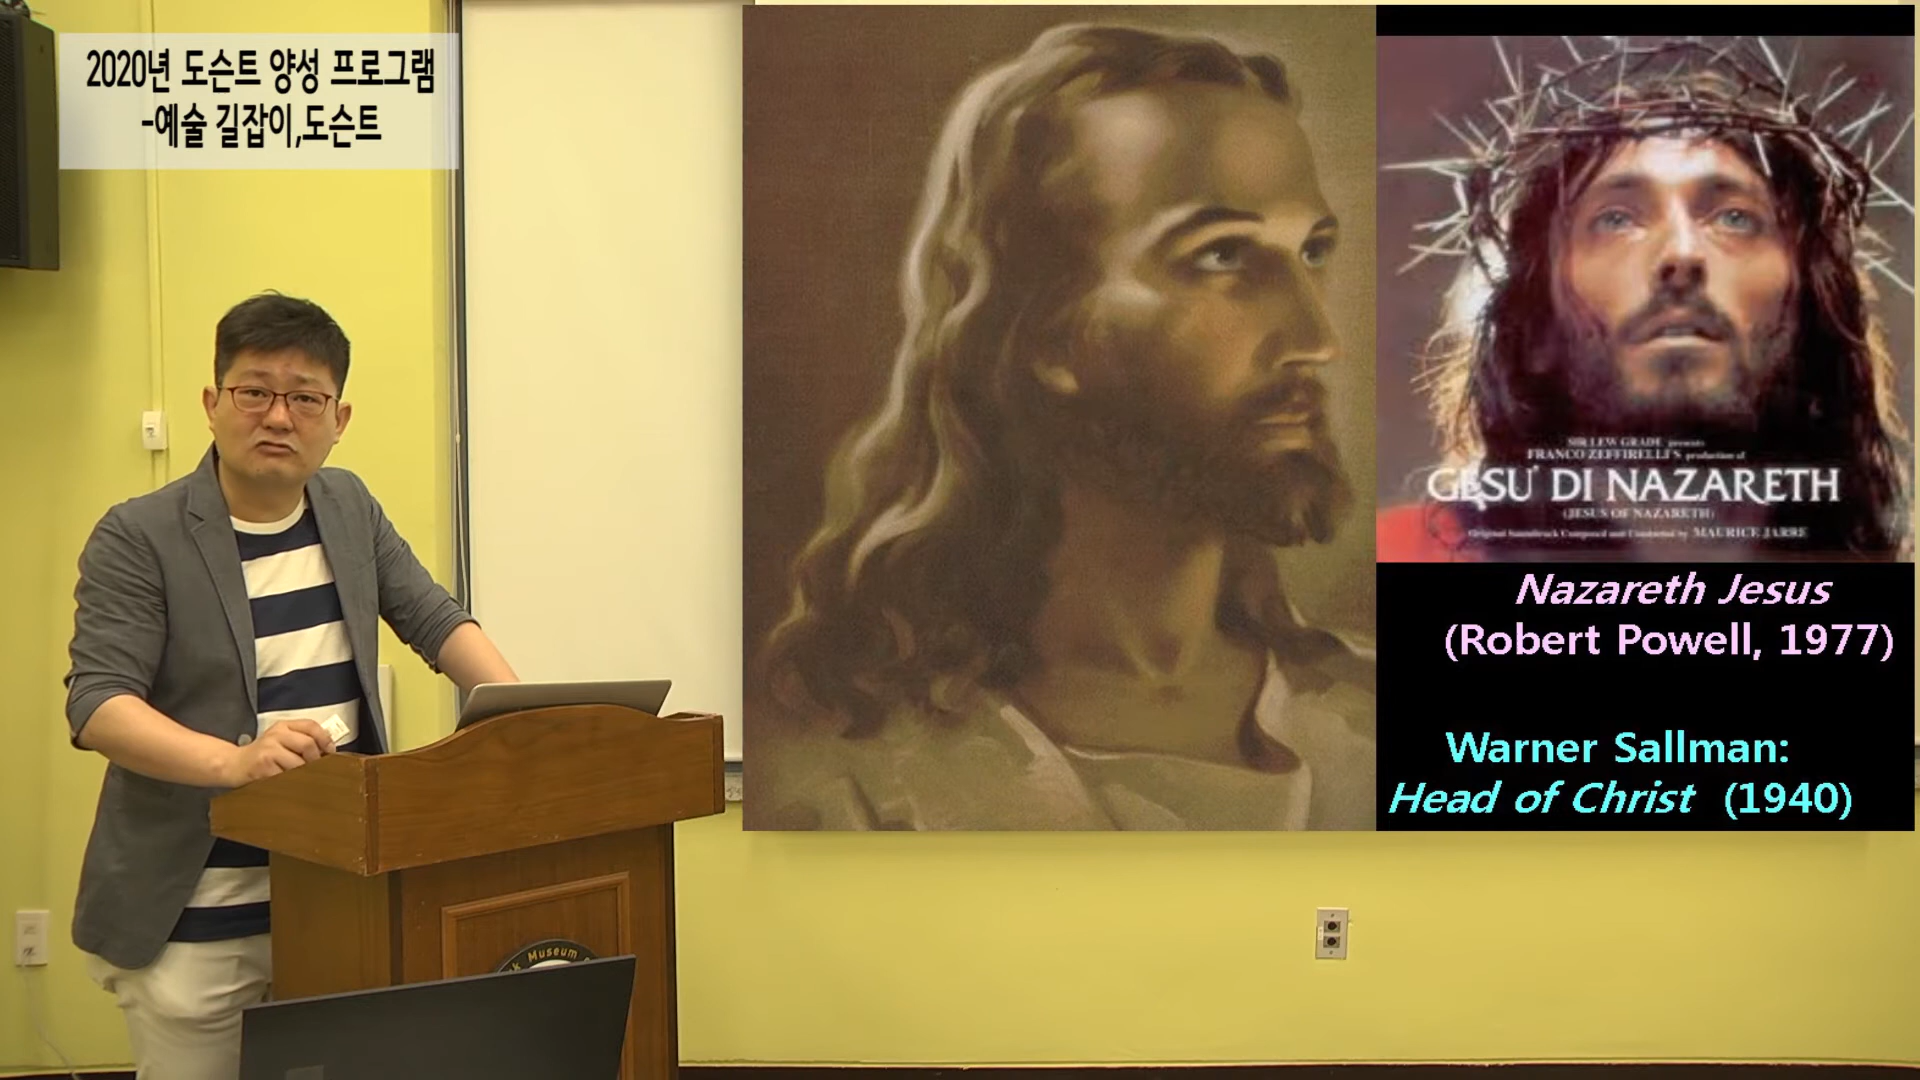 2020년 도슨트 양성 프로그램
-예술 길잡이,도슨트
SIR LEW GRADE presents
FRANCO ZEFFIRELLI'S production of
GESU' DI NAZARETH
(JESUS OF NAZARETH)
Original Soundtrack Composed and Conducted by MAURICE JARRE
Nazareth Jesus
(Robert Powell, 1977)
Warner Sallman:
Head of Christ (1940)
Museum